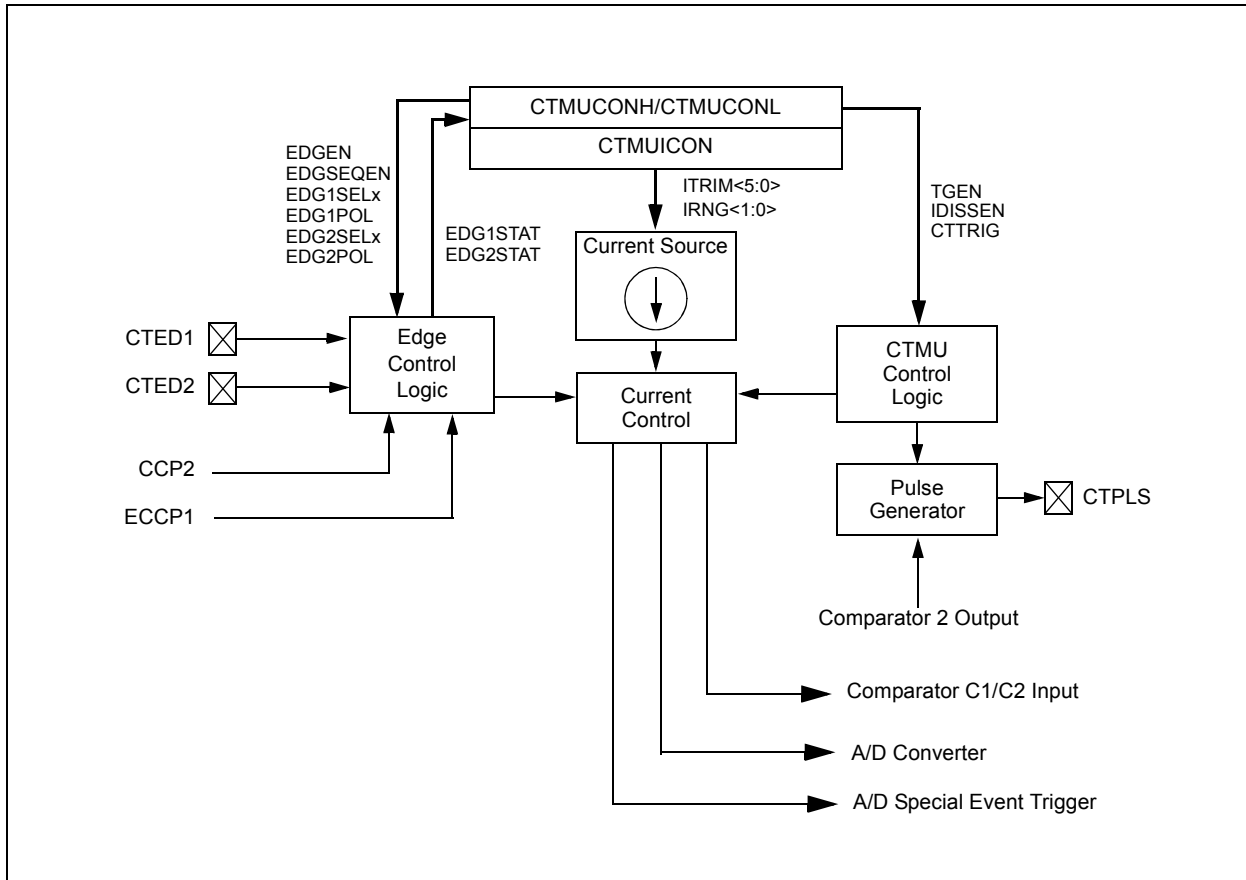 CTMUCONH/CTMUCONL
CTMUICON
EDGEN
EDGSEQEN
EDG1SELx
EDG1POL
EDG2SELx
EDG2POL
EDG1STAT
EDG2STAT
ITRIM<5:0>
IRNG<1:0>
TGEN
IDISSEN
CTTRIG
Current Source
CTED1
CTED2
Edge
Control
Logic
Current
Control
CTMU
Control
Logic
CCP2
ECCP1
Pulse
Generator
CTPLS
Comparator 2 Output
Comparator C1/C2 Input
A/D Converter
A/D Special Event Trigger